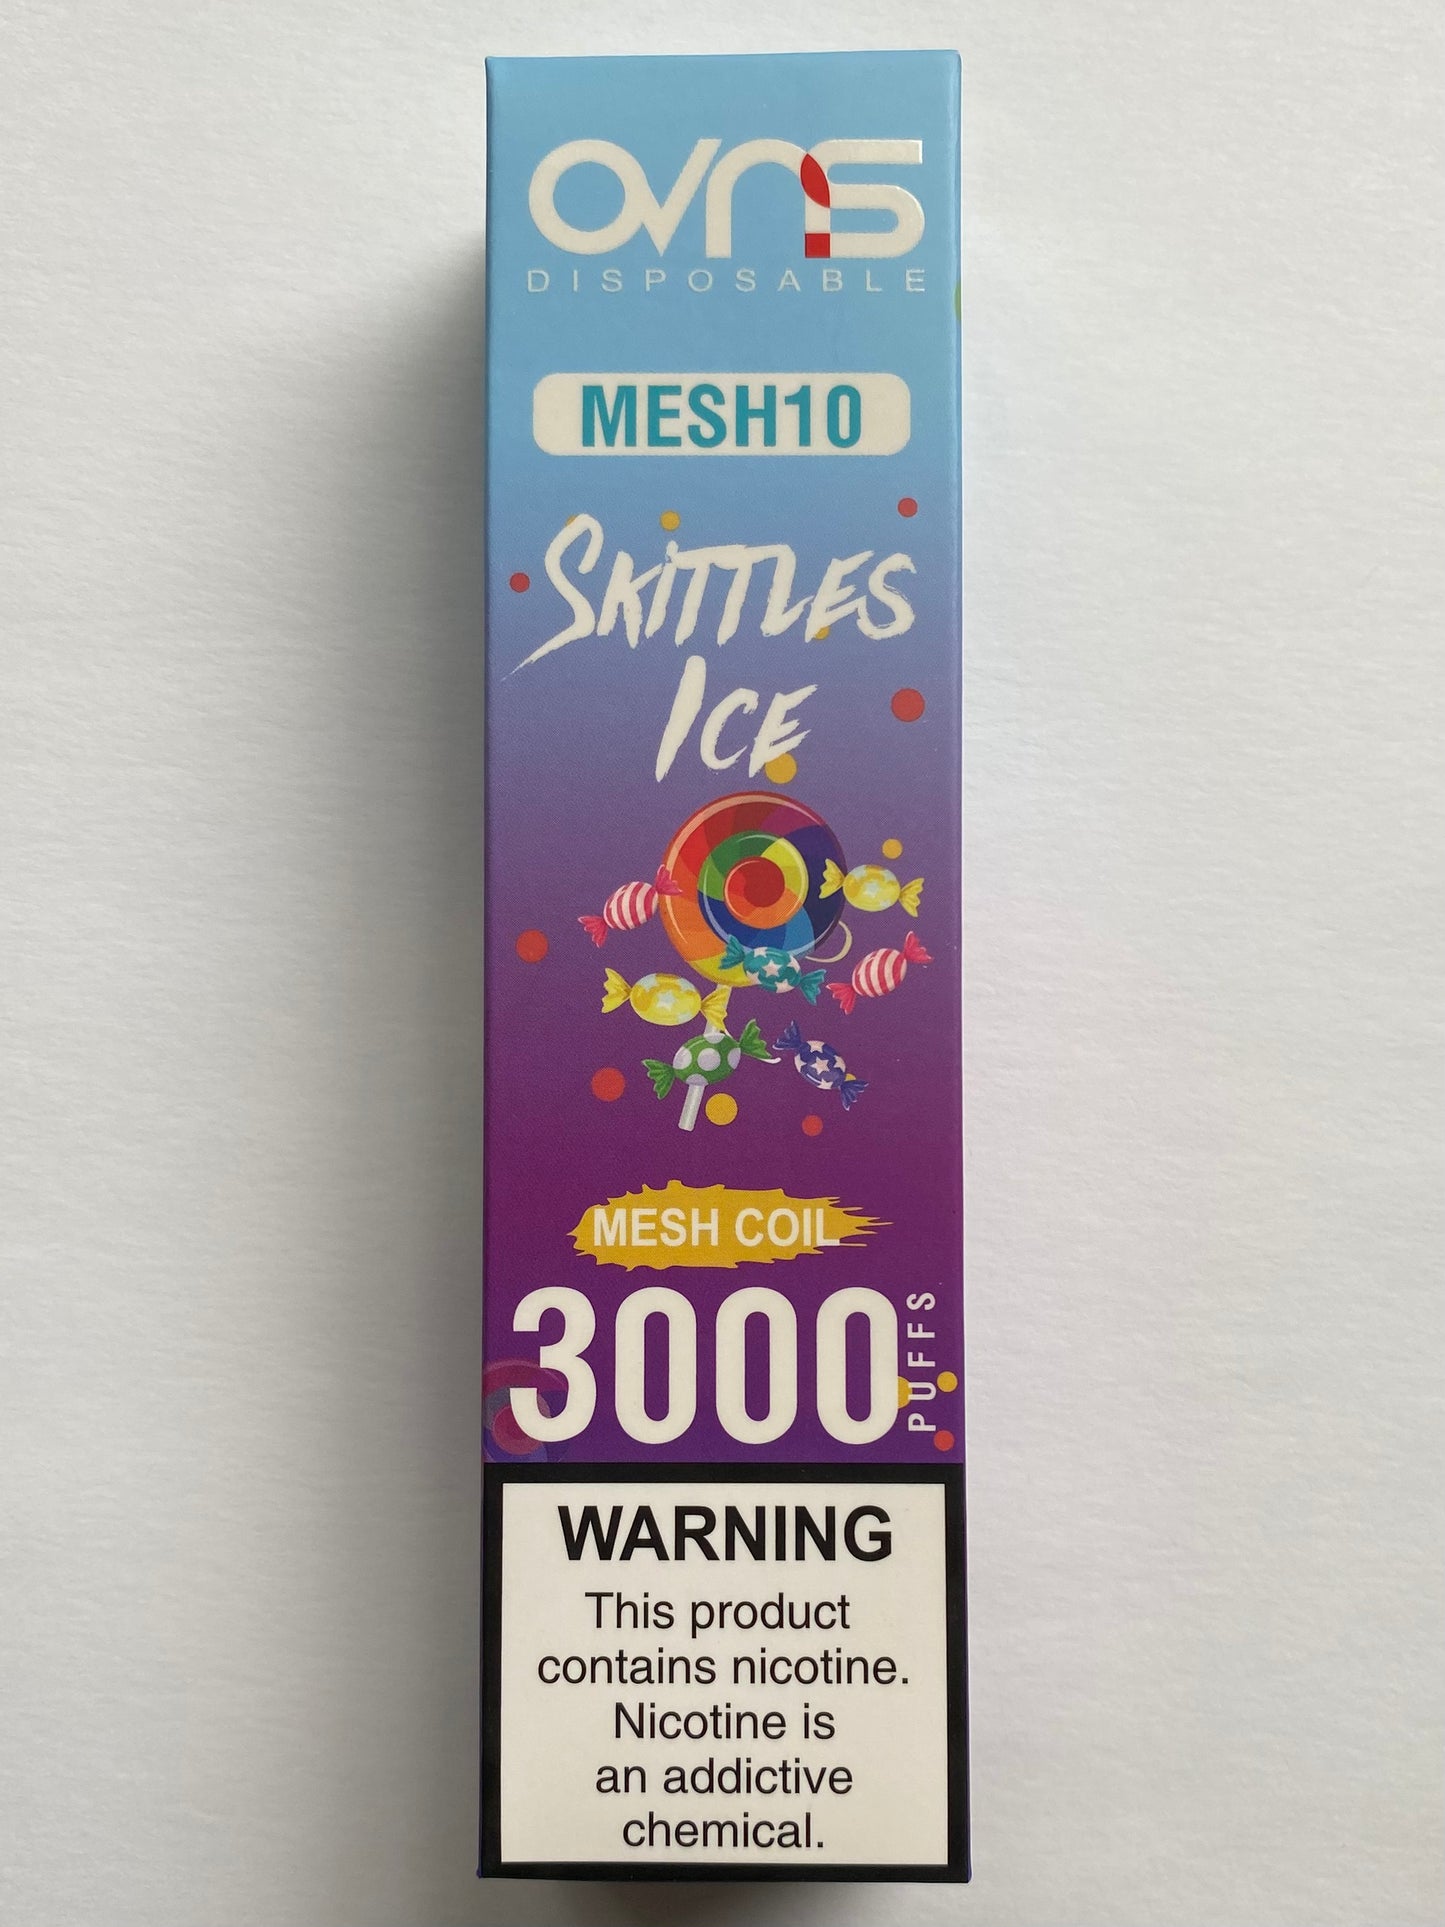 OVNS
DISPOSABLE
MESH10
SKITTLES
ICE
MESH COIL
3000
PUFFS
WARNING
This product
contains nicotine.
Nicotine is
an addictive
chemical.